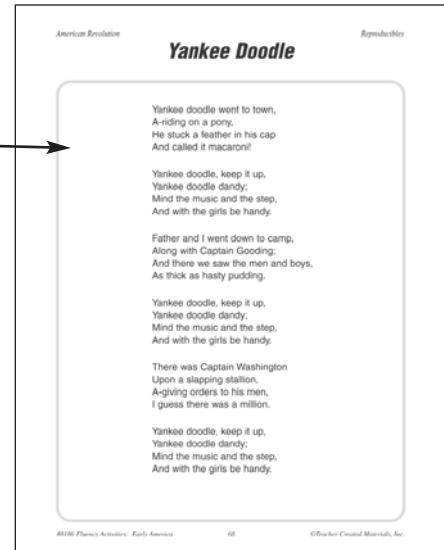 American Revolution
Reproducibles
Yankee Doodle
Yankee doodle went to town,
A-riding on a pony,
He stuck a feather in his cap
And called it macaroni!
Yankee doodle, keep it up,
Yankee doodle dandy;
Mind the music and the step,
And with the girls be handy.
Father and I went down to camp,
Along with Captain Gooding;
And there we saw the men and boys,
As thick as hasty pudding.
Yankee doodle, keep it up,
Yankee doodle dandy;
Mind the music and the step,
And with the girls be handy.
There was Captain Washington
Upon a slapping stallion,
A-giving orders to his men,
I guess there was a million.
Yankee doodle, keep it up,
Yankee doodle dandy;
Mind the music and the step,
And with the girls be handy.
#8186 Fluency Activities: Early America
68
©Teacher Created Materials, Inc.